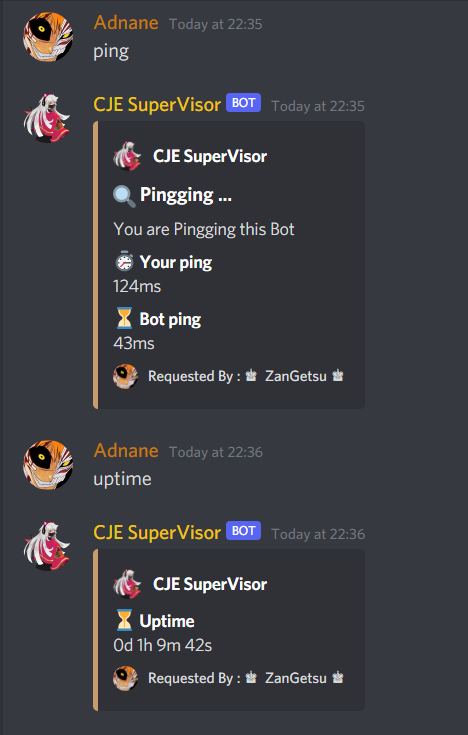 Adnane Today at 22:35
ping
CJE SuperVisor BOT Today at 22:35
CJE SuperVisor
Pingging ...
You are Pingging this Bot
Your ping
124ms
Bot ping
43ms
Requested By : ZanGetsu
Adnane Today at 22:36
uptime
CJE SuperVisor BOT Today at 22:36
CJE SuperVisor
Uptime
0d 1h 9m 42s
Requested By : ZanGetsu